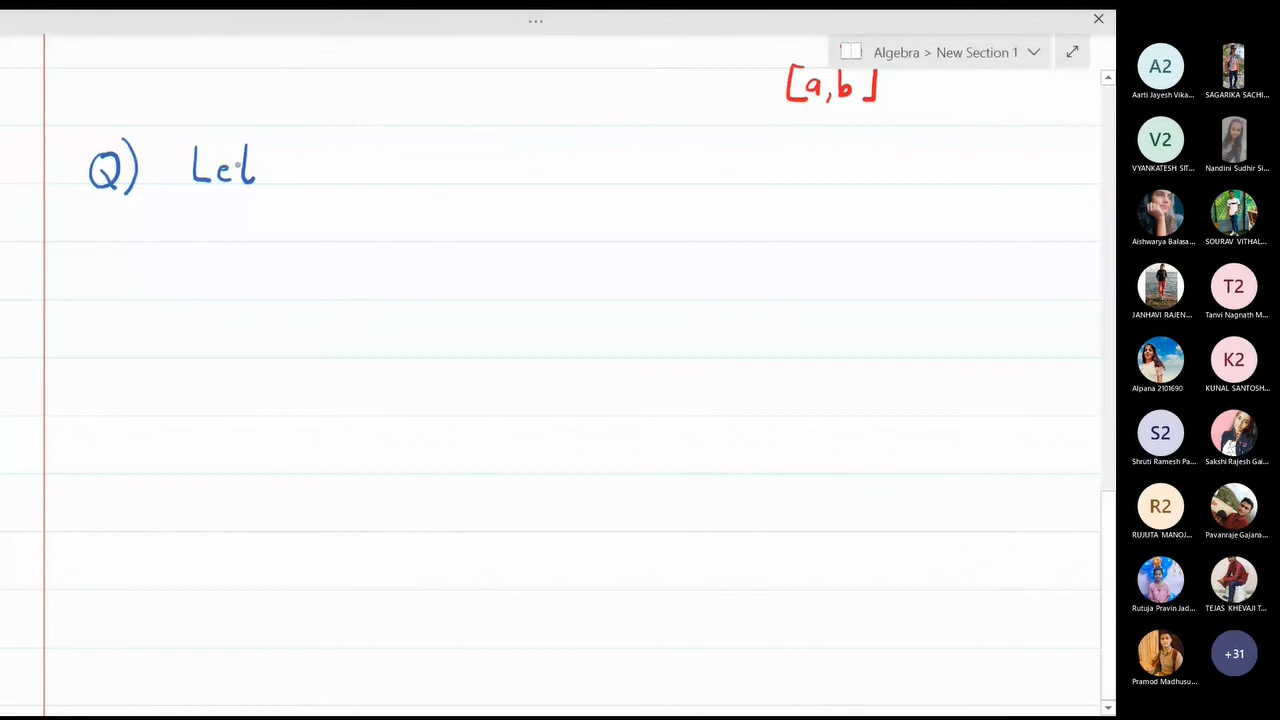 Algebra > New Section 1
[a,b]
Q) Let
A2
Aarti Jayesh Vika...
SAGARIKA SACHI...
V2
VYANKATESH SIT...
Nandini Sudhir Si...
Aishwarya Balasa...
SOURAV VITHAL...
JANHAVI RAJEN...
T2
Tanvi Nagnath M...
Alpana 2101690
K2
KUNAL SANTOSH...
S2
Shruti Ramesh Pa...
Sakshi Rajesh Gai...
R2
RUJUTA MANOJ...
Pavanraje Gajana...
Rutuja Pravin Jad...
TEJAS KHEVAJI T...
Pramod Madhusu...
+31